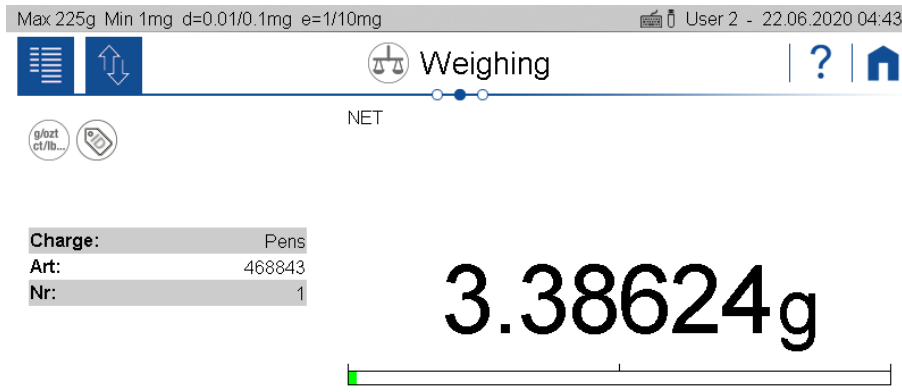 Max 225g Min 1mg d=0.01/0.1mg e=1/10mg User 2 - 22.06.2020 04:43
Weighing ?
NET
g/ozt
ct/lb...
ID
Charge: Pens
Art: 468843
Nr: 1
3.38624g